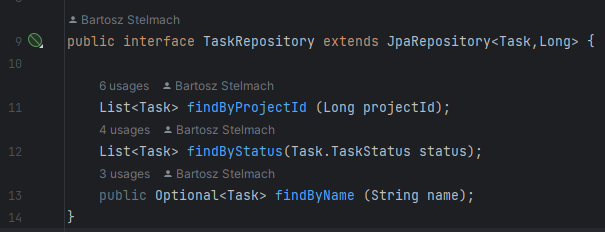 Bartosz Stelmach
9 public interface TaskRepository extends JpaRepository<Task,Long> {
10
6 usages Bartosz Stelmach
11 List<Task> findByProjectId (Long projectId);
4 usages Bartosz Stelmach
12 List<Task> findByStatus(Task.TaskStatus status);
3 usages Bartosz Stelmach
13 public Optional<Task> findByName (String name);
14 }